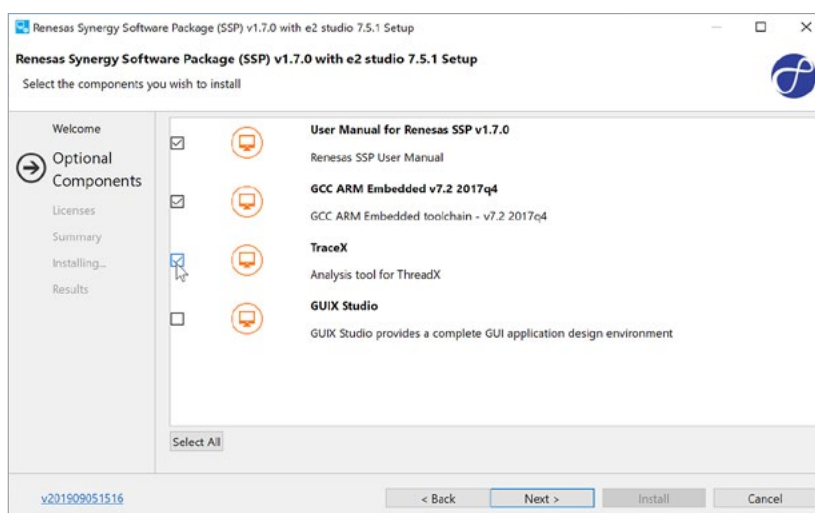 Renesas Synergy Software Package (SSP) v1.7.0 with e2 studio 7.5.1 Setup
Renesas Synergy Software Package (SSP) v1.7.0 with e2 studio 7.5.1 Setup
Select the components you wish to install
Welcome
Optional
Components
Licenses
Summary
Installing...
Results
User Manual for Renesas SSP v1.7.0
Renesas SSP User Manual
GCC ARM Embedded v7.2 2017q4
GCC ARM Embedded toolchain - v7.2 2017q4
TraceX
Analysis tool for ThreadX
GUIX Studio
GUIX Studio provides a complete GUI application design environment
Select All
v201909051516
< Back
Next >
Install
Cancel